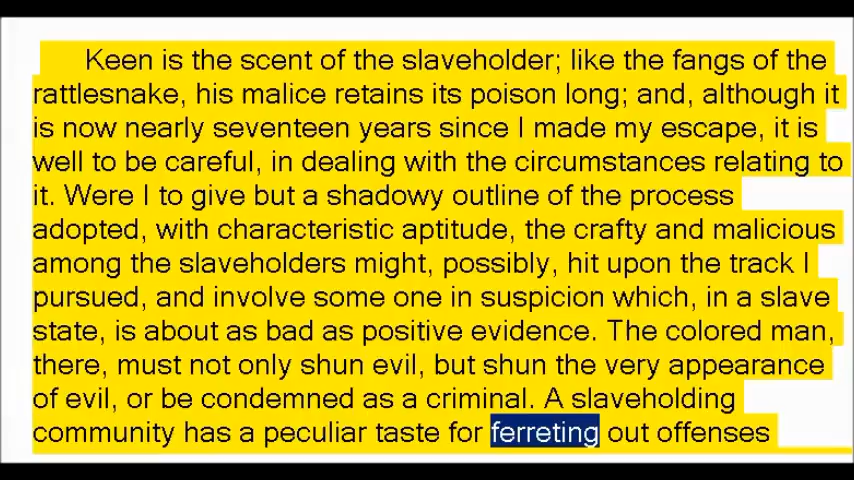 Keen is the scent of the slaveholder; like the fangs of the
rattlesnake, his malice retains its poison long; and, although it
is now nearly seventeen years since I made my escape, it is
well to be careful, in dealing with the circumstances relating to
it. Were I to give but a shadowy outline of the process
adopted, with characteristic aptitude, the crafty and malicious
among the slaveholders might, possibly, hit upon the track I
pursued, and involve some one in suspicion which, in a slave
state, is about as bad as positive evidence. The colored man,
there, must not only shun evil, but shun the very appearance
of evil, or be condemned as a criminal. A slaveholding
community has a peculiar taste for ferreting out offenses